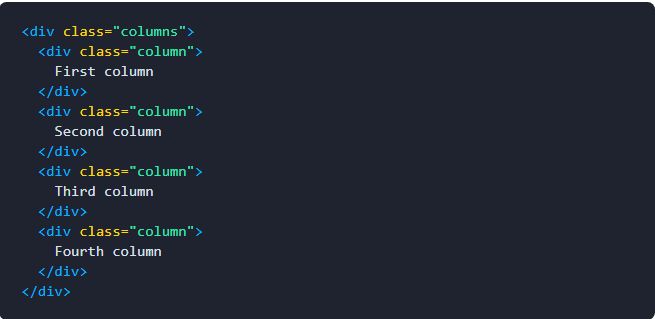 <div class="columns">
  <div class="column">
    First column
  </div>
  <div class="column">
    Second column
  </div>
  <div class="column">
    Third column
  </div>
  <div class="column">
    Fourth column
  </div>
</div>